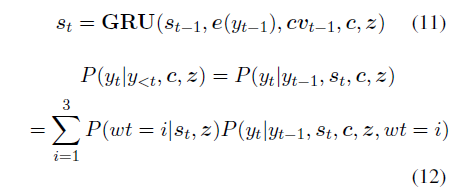 s_t = GRU(s_{t−1}, e(y_{t−1}), cv_{t−1}, c, z) (11)
P(y_t|y_{<t}, c, z) = P(y_t|y_{t−1}, s_t, c, z)
= ∑_{i=1}^{3} P(wt = i|s_t, z)P(y_t|y_{t−1}, s_t, c, z, wt = i)
(12)